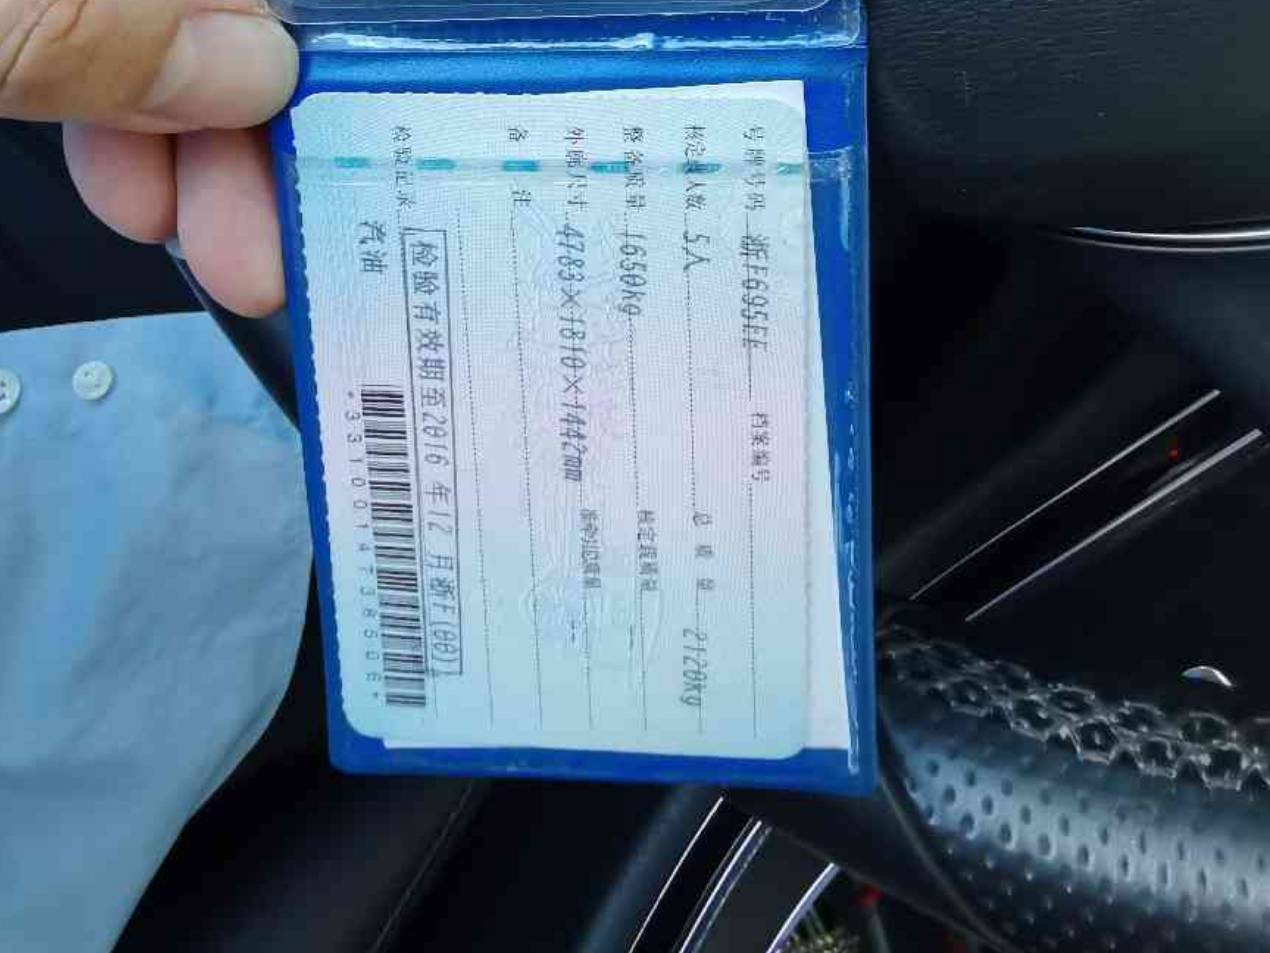 号牌号码 浙F695EE 档案编号
核定载人数 5人 总质量 2120kg
整备质量 1650kg 核定载质量 --
外廓尺寸 4783×1810×1442mm 准牵引总质量 --
备注
检验记录 检验有效期至2016年12月浙F(00)
汽油
*3310014738506*